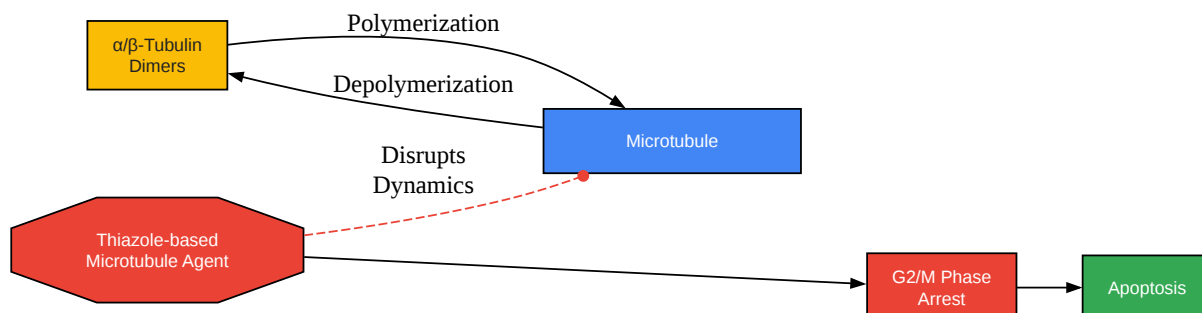 α/β-Tubulin
Dimers
Polymerization
Depolymerization
Microtubule
Disrupts
Dynamics
Thiazole-based
Microtubule Agent
G2/M Phase
Arrest
Apoptosis